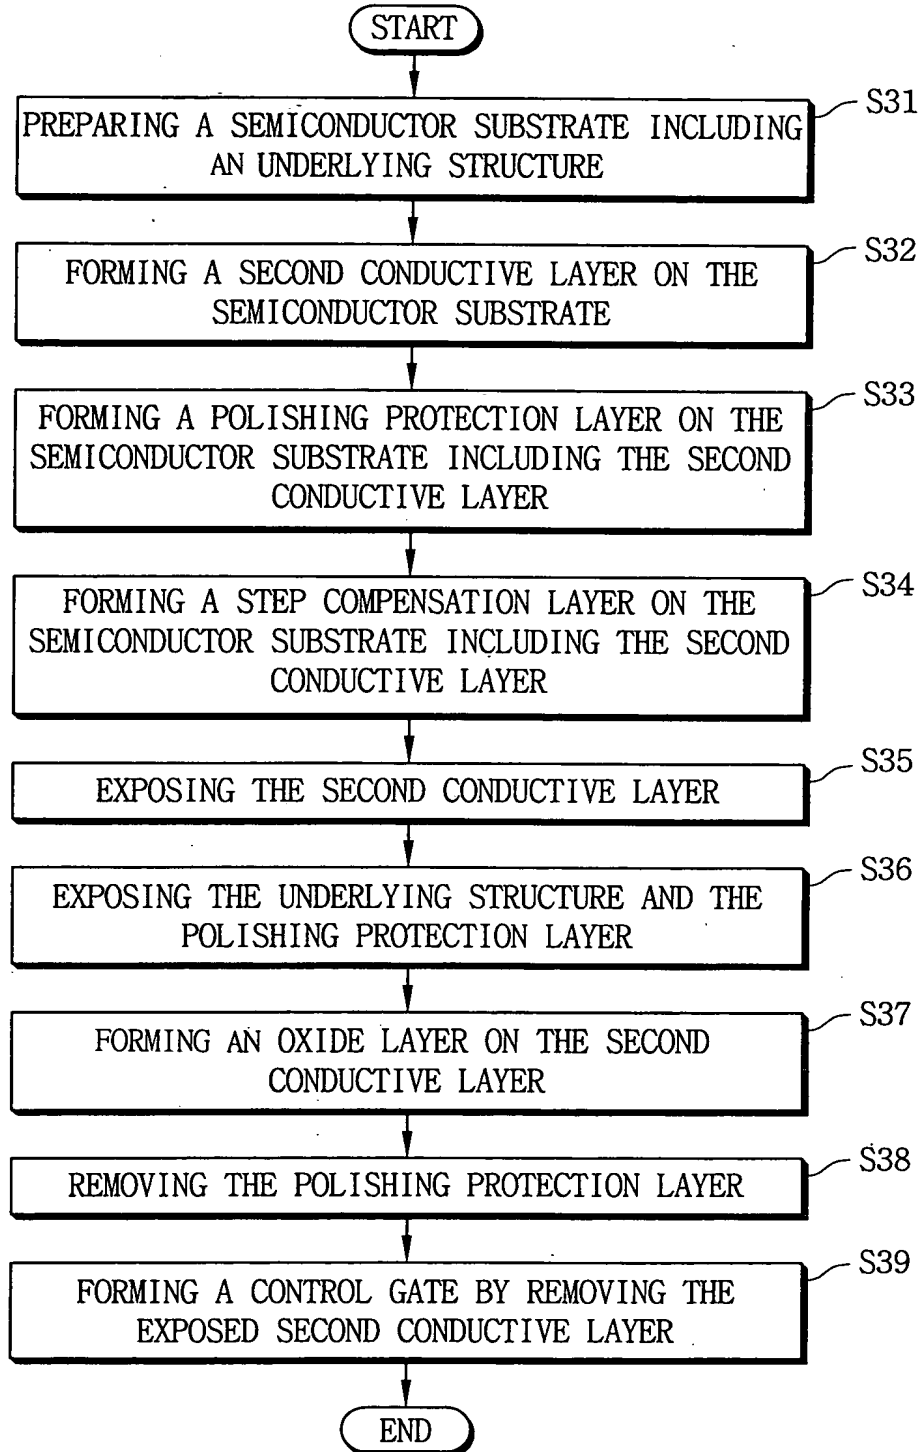 START
S31
PREPARING A SEMICONDUCTOR SUBSTRATE INCLUDING
AN UNDERLYING STRUCTURE
S32
FORMING A SECOND CONDUCTIVE LAYER ON THE
SEMICONDUCTOR SUBSTRATE
S33
FORMING A POLISHING PROTECTION LAYER ON THE
SEMICONDUCTOR SUBSTRATE INCLUDING THE SECOND
CONDUCTIVE LAYER
S34
FORMING A STEP COMPENSATION LAYER ON THE
SEMICONDUCTOR SUBSTRATE INCLUDING THE SECOND
CONDUCTIVE LAYER
S35
EXPOSING THE SECOND CONDUCTIVE LAYER
S36
EXPOSING THE UNDERLYING STRUCTURE AND THE
POLISHING PROTECTION LAYER
S37
FORMING AN OXIDE LAYER ON THE SECOND
CONDUCTIVE LAYER
S38
REMOVING THE POLISHING PROTECTION LAYER
S39
FORMING A CONTROL GATE BY REMOVING THE
EXPOSED SECOND CONDUCTIVE LAYER
END